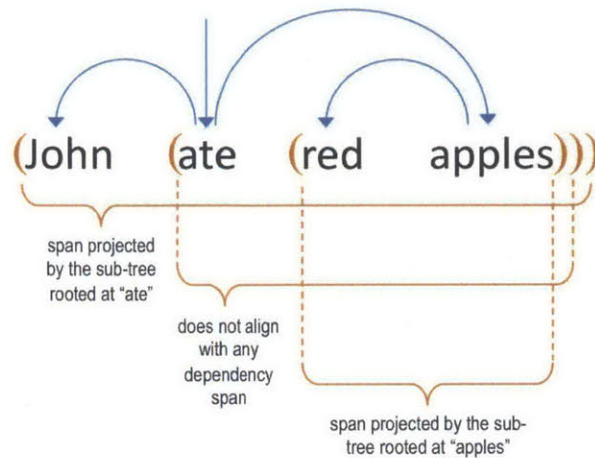 (John (ate (red apples)))
span projected
by the sub-tree
rooted at “ate”
does not align
with any
dependency
span
span projected by the sub-
tree rooted at “apples”